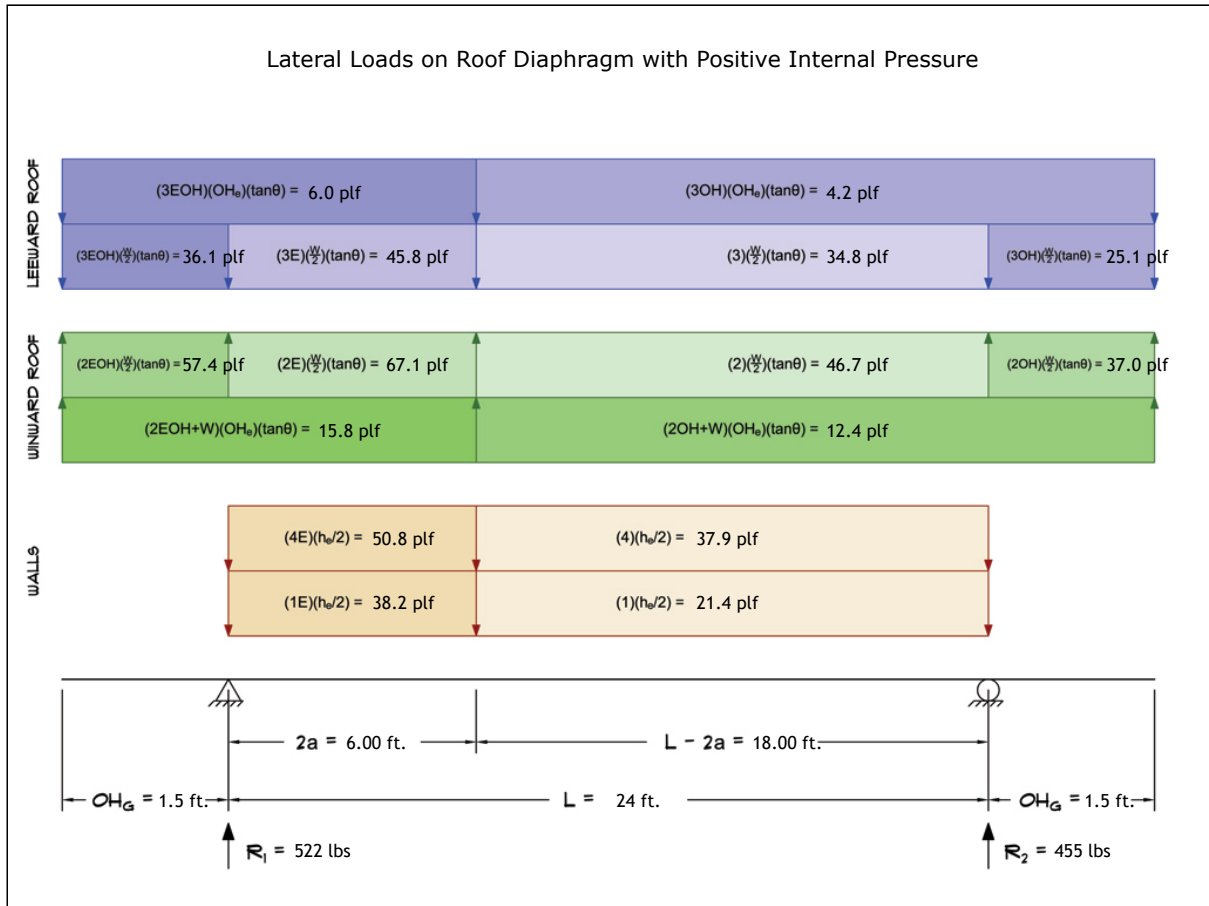 Lateral Loads on Roof Diaphragm with Positive Internal Pressure
LEEWARD ROOF
(3EOH)(OHₑ)(tanθ) = 6.0 plf
(3OH)(OHₑ)(tanθ) = 4.2 plf
(3EOH)(W/2)(tanθ) = 36.1 plf
(3E)(W/2)(tanθ) = 45.8 plf
(3)(W/2)(tanθ) = 34.8 plf
(3OH)(W/2)(tanθ) = 25.1 plf
WINWARD ROOF
(2EOH)(W/2)(tanθ) = 57.4 plf
(2E)(W/2)(tanθ) = 67.1 plf
(2)(W/2)(tanθ) = 46.7 plf
(2OH)(W/2)(tanθ) = 37.0 plf
(2EOH+W)(OHₑ)(tanθ) = 15.8 plf
(2OH+W)(OHₑ)(tanθ) = 12.4 plf
WALLS
(4E)(hₑ/2) = 50.8 plf
(4)(hₑ/2) = 37.9 plf
(1E)(hₑ/2) = 38.2 plf
(1)(hₑ/2) = 21.4 plf
2a = 6.00 ft.
L - 2a = 18.00 ft.
OH_G = 1.5 ft.
L = 24 ft.
OH_G = 1.5 ft.
R₁ = 522 lbs
R₂ = 455 lbs